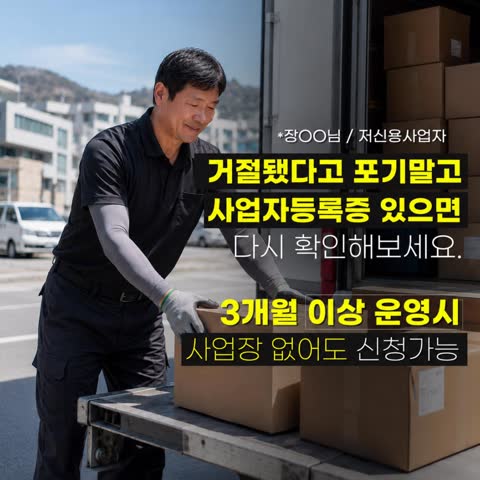 *장○○님 / 저신용사업자
거절됐다고 포기말고
사업자등록증 있으면
다시 확인해보세요.
3개월 이상 운영시
사업장 없어도 신청가능